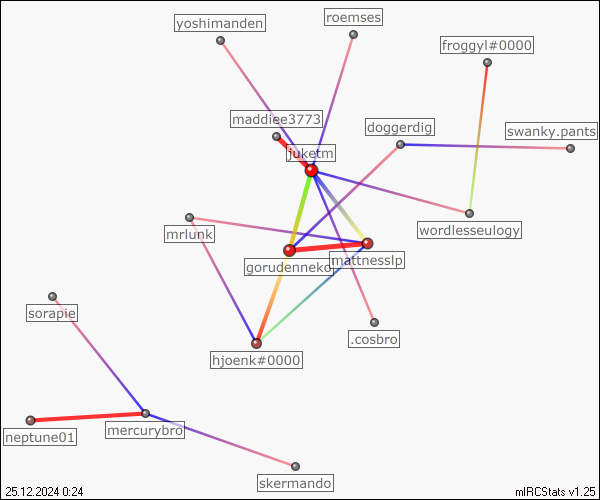 yoshimanden
roemses
froggyl#0000
maddiee3773
doggerdig
swanky.pants
juketm
mrlunk
wordlesseulogy
gorudenneko
mattnesslp
sorapie
.cosbro
hjoenk#0000
neptune01
mercurybro
skermando
25.12.2024 0:24
mIRCStats v1.25